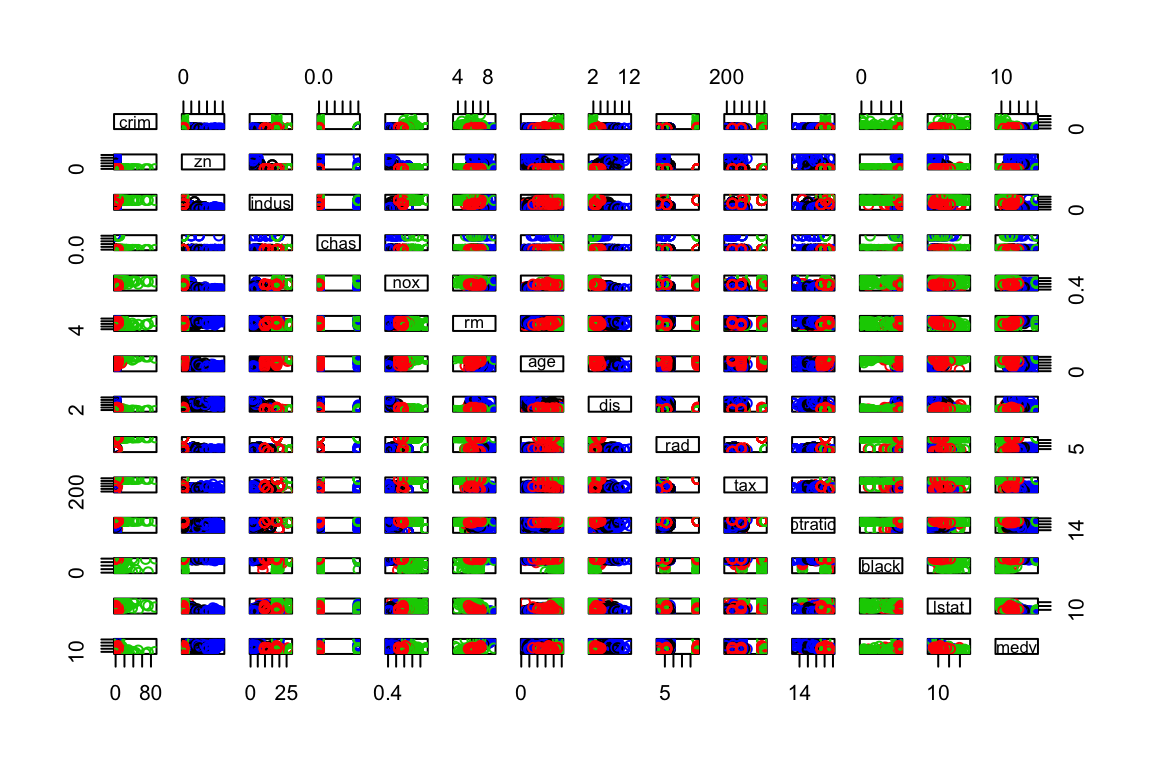 0 0.0 4 8 2 12 200 0 10
crim 0
0 zn
indus 0
0.0 chas
nox 0.4
4 rm
age 0
2 dis
rad 5
200 tax
ptratio 14
0 black
lstat 10
10 medv
0 80 0 25 0.4 0 5 14 10